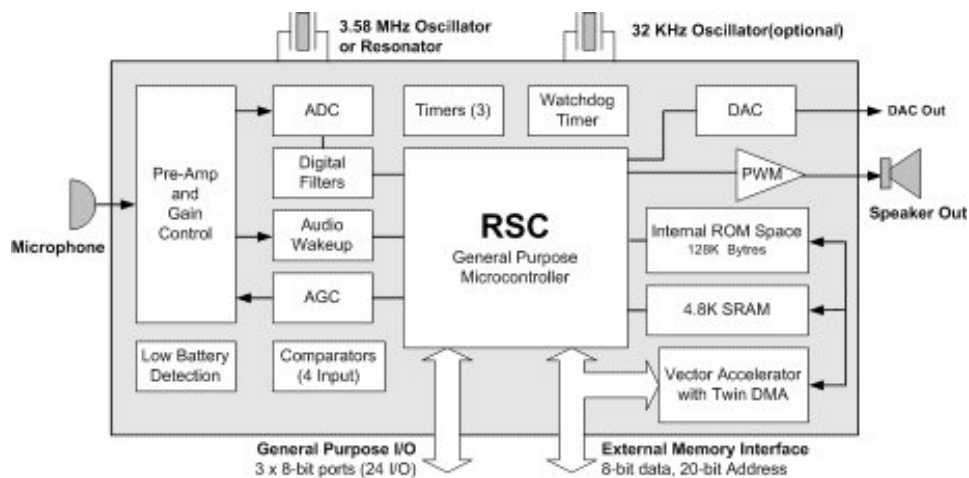 3.58 MHz Oscillator
or Resonator
32 KHz Oscillator(optional)
ADC
Timers (3)
Watchdog
Timer
DAC
DAC Out
Pre-Amp
and
Gain
Control
Digital
Filters
PWM
Speaker Out
Microphone
Audio
Wakeup
RSC
General Purpose
Microcontroller
Internal ROM Space
128K Bytres
AGC
4.8K SRAM
Low Battery
Detection
Comparators
(4 Input)
Vector Accelerator
with Twin DMA
General Purpose I/O
3 x 8-bit ports (24 I/O)
External Memory Interface
8-bit data, 20-bit Address